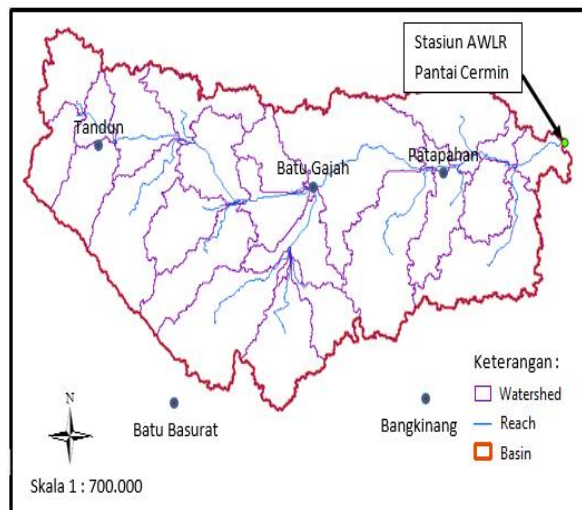 Stasiun AWLR
Pantai Cermin
Tandun
Batu Gajah
Patapahan
Keterangan :
Watershed
Reach
Basin
Batu Basurat
Bangkinang
N
Skala 1 : 700.000